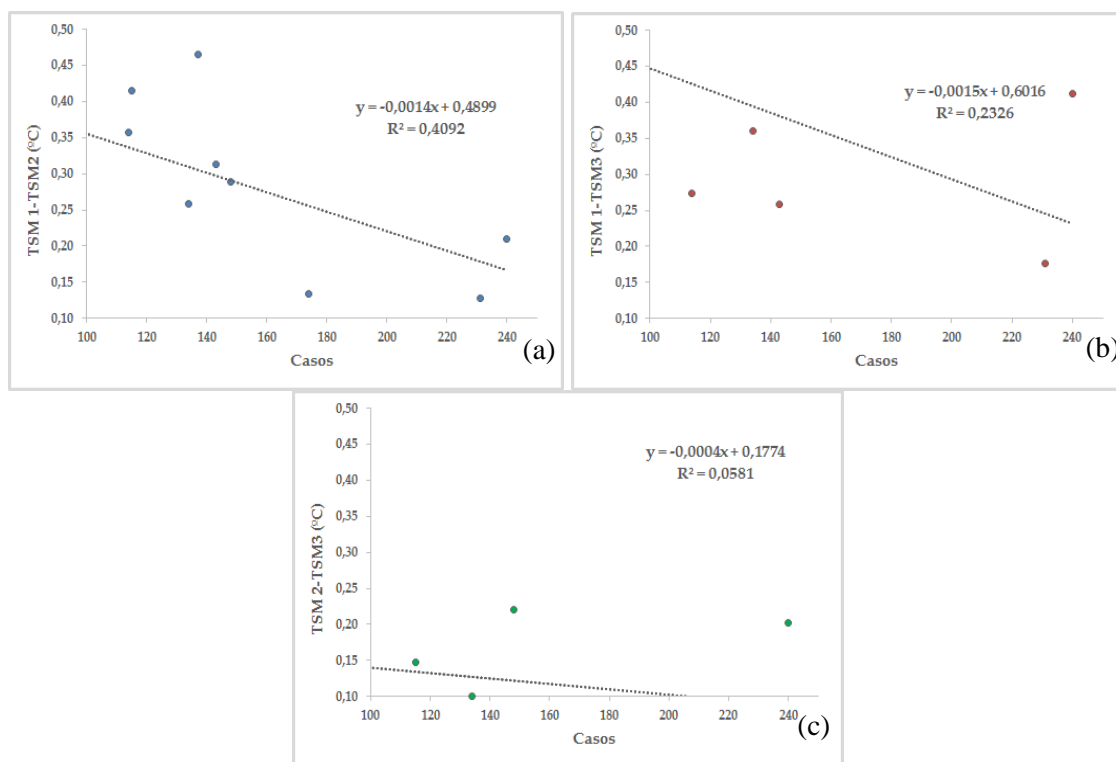 0,50
0,45
0,40
0,35
0,30
0,25
0,20
0,15
0,10
TSM 1-TSM2 (ºC)
y = -0,0014x + 0,4899
R² = 0,4092
100 120 140 160 180 200 220 240
Casos
(a)
0,50
0,45
0,40
0,35
0,30
0,25
0,20
0,15
0,10
TSM 1-TSM3 (ºC)
y = -0,0015x + 0,6016
R² = 0,2326
100 120 140 160 180 200 220 240
Casos
(b)
0,50
0,45
0,40
0,35
0,30
0,25
0,20
0,15
0,10
TSM 2-TSM3 (ºC)
y = -0,0004x + 0,1774
R² = 0,0581
100 120 140 160 180 200 220 240
Casos
(c)